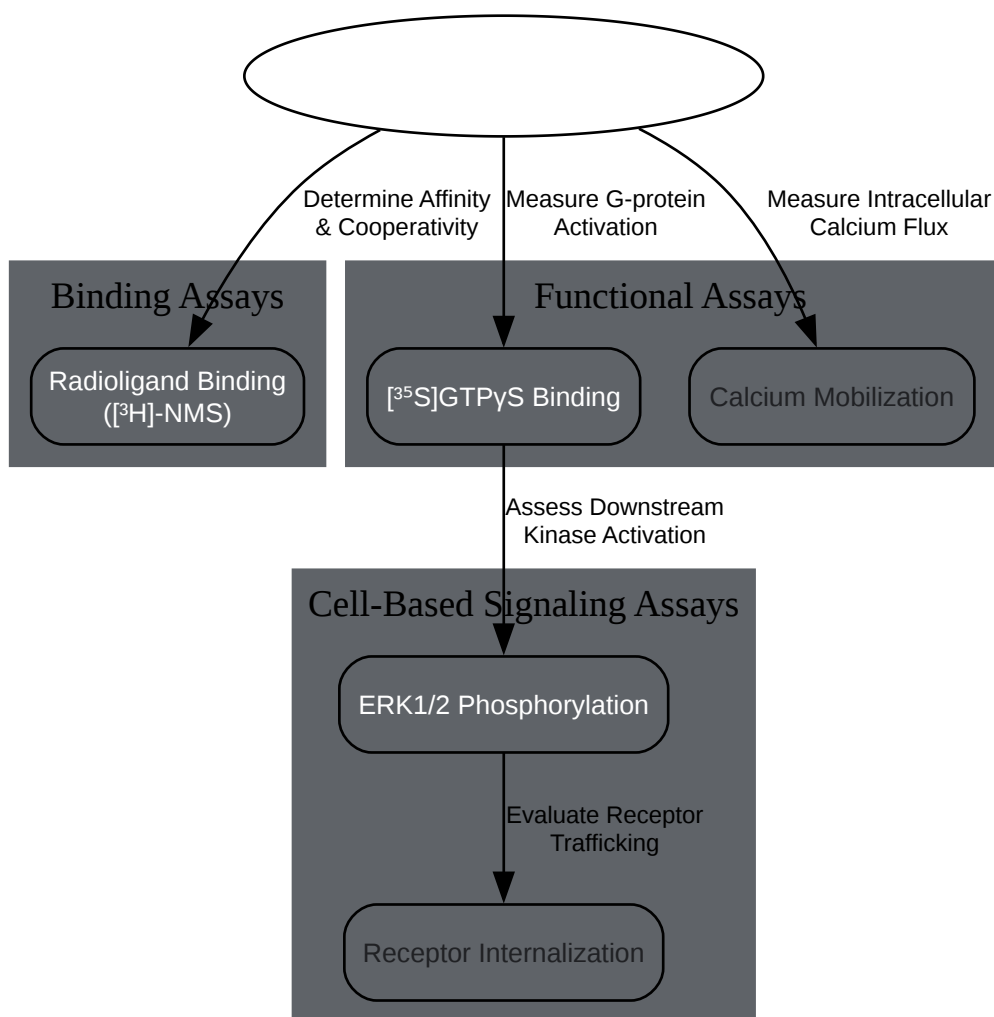 Determine Affinity
& Cooperativity
Measure G-protein
Activation
Measure Intracellular
Calcium Flux
Binding Assays
Functional Assays
Radioligand Binding
([³H]-NMS)
[³⁵S]GTPγS Binding
Calcium Mobilization
Assess Downstream
Kinase Activation
Cell-Based Signaling Assays
ERK1/2 Phosphorylation
Evaluate Receptor
Trafficking
Receptor Internalization